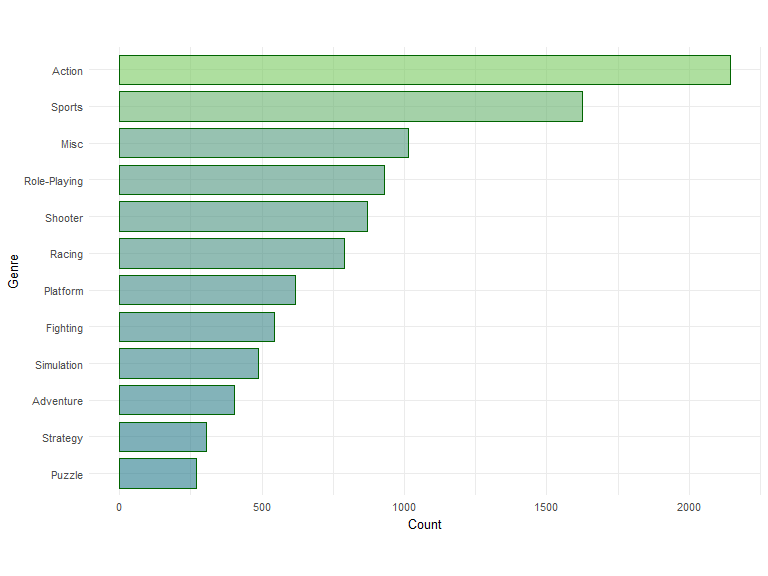 Genre
Action
Sports
Misc
Role-Playing
Shooter
Racing
Platform
Fighting
Simulation
Adventure
Strategy
Puzzle
0 500 1000 1500 2000
Count